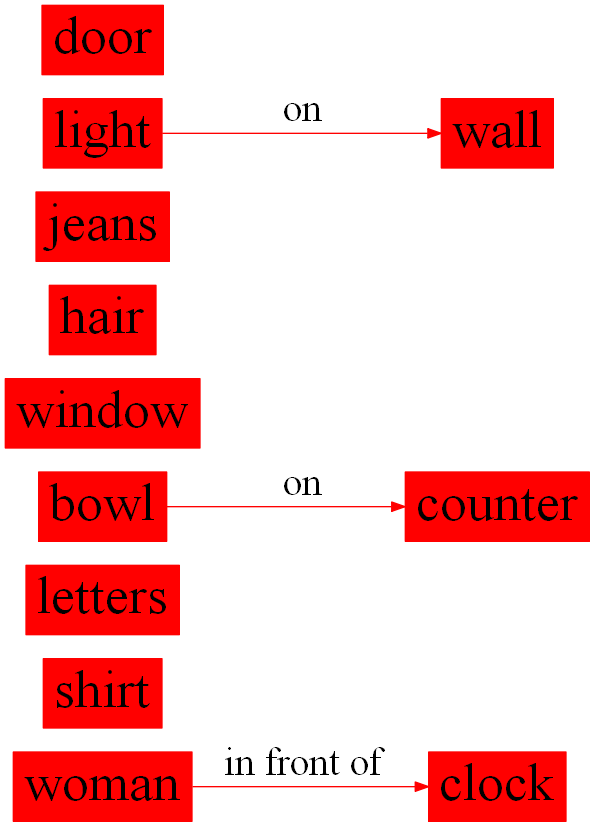 door
light on wall
jeans
hair
window
bowl on counter
letters
shirt
woman in front of clock